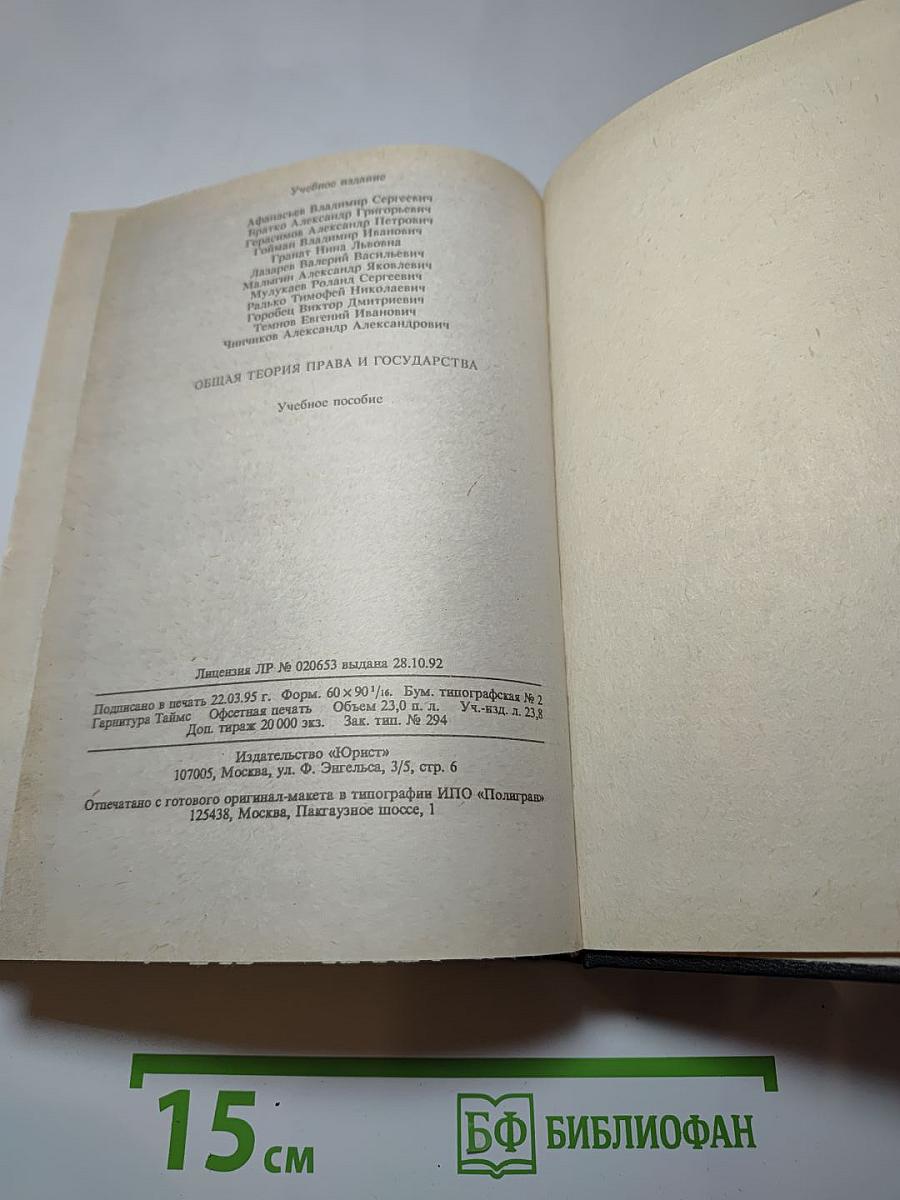 Учебное издание
Афанасьев Владимир Сергеевич
Братко Александр Григорьевич
Герасимов Александр Петрович
Гойман Владимир Иванович
Гранат Нина Львовна
Лазарев Валерий Васильевич
Малыгин Александр Яковлевич
Мулукаев Роланд Сергеевич
Ралько Тимофей Николаевич
Горобец Виктор Дмитриевич
Темнов Евгений Иванович
Чинчиков Александр Александрович
ОБЩАЯ ТЕОРИЯ ПРАВА И ГОСУДАРСТВА
Учебное пособие
Лицензия ЛР № 020653 выдана 28.10.92
Подписано в печать 22.03.95 г. Форм. 60 × 90 1/16. Бум. типографская № 2
Гарнитура Таймс Офсетная печать Объем 23,0 п. л. Уч.-изд. л. 23,8
Доп. тираж 20 000 экз. Зак. тип. № 294
Издательство «Юрист»
107005, Москва, ул. Ф. Энгельса, 3/5, стр. 6
Отпечатано с готового оригинал-макета в типографии ИПО «Полигран»
125438, Москва, Пакгаузное шоссе, 1
15 см
БФ БИБЛИОФАН